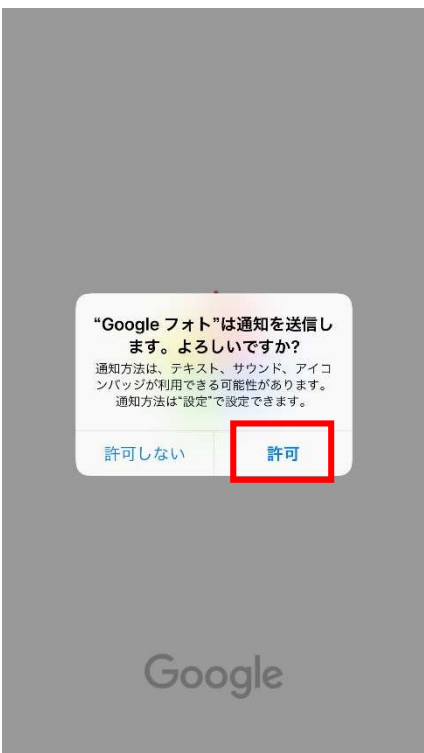 “Google フォト”は通知を送信し
ます。よろしいですか?
通知方法は、テキスト、サウンド、アイコ
ンバッジが利用できる可能性があります。
通知方法は“設定”で設定できます。
許可しない 許可
Google